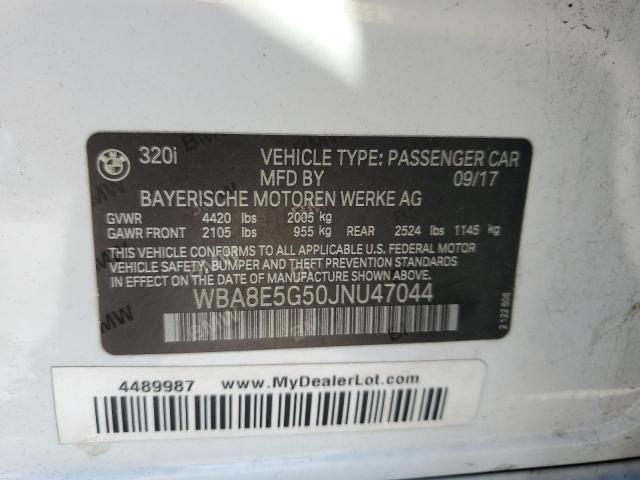 320i VEHICLE TYPE: PASSENGER CAR
MFD BY 09/17
BAYERISCHE MOTOREN WERKE AG
GVWR 4420 lbs 2005 kg
GAWR FRONT 2105 lbs 955 kg REAR 2524 lbs 1145 kg
THIS VEHICLE CONFORMS TO ALL APPLICABLE U.S. FEDERAL MOTOR
VEHICLE SAFETY, BUMPER AND THEFT PREVENTION STANDARDS
IN EFFECT ON THE DATE OF MANUFACTURE SHOWN ABOVE.
WBA8E5G50JNU47044
2 122 606
4489987 www.MyDealerLot.com